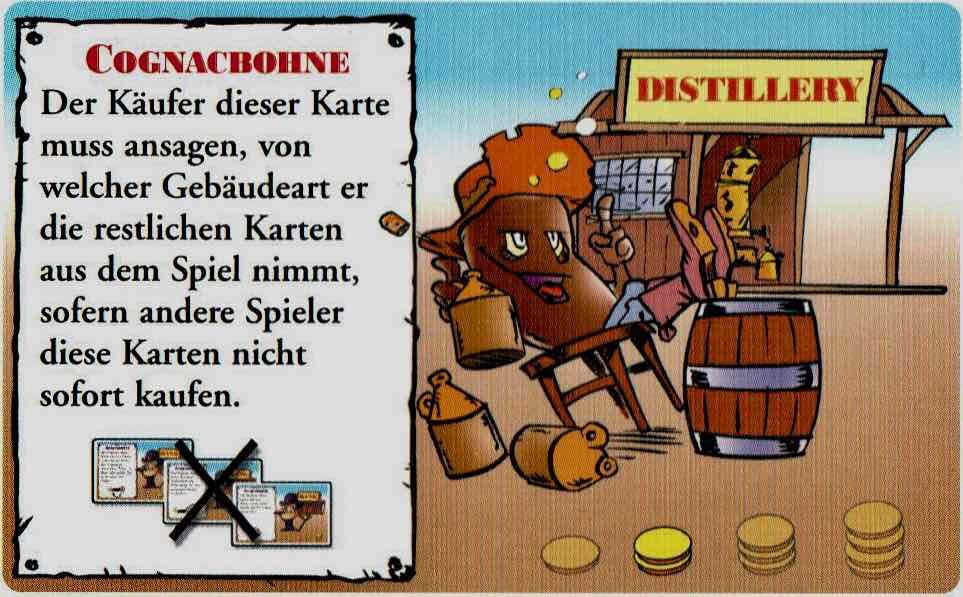 COGNACBOHNE
Der Käufer dieser Karte
muss ansagen, von
welcher Gebäudeart er
die restlichen Karten
aus dem Spiel nimmt,
sofern andere Spieler
diese Karten nicht
sofort kaufen.
DISTILLERY